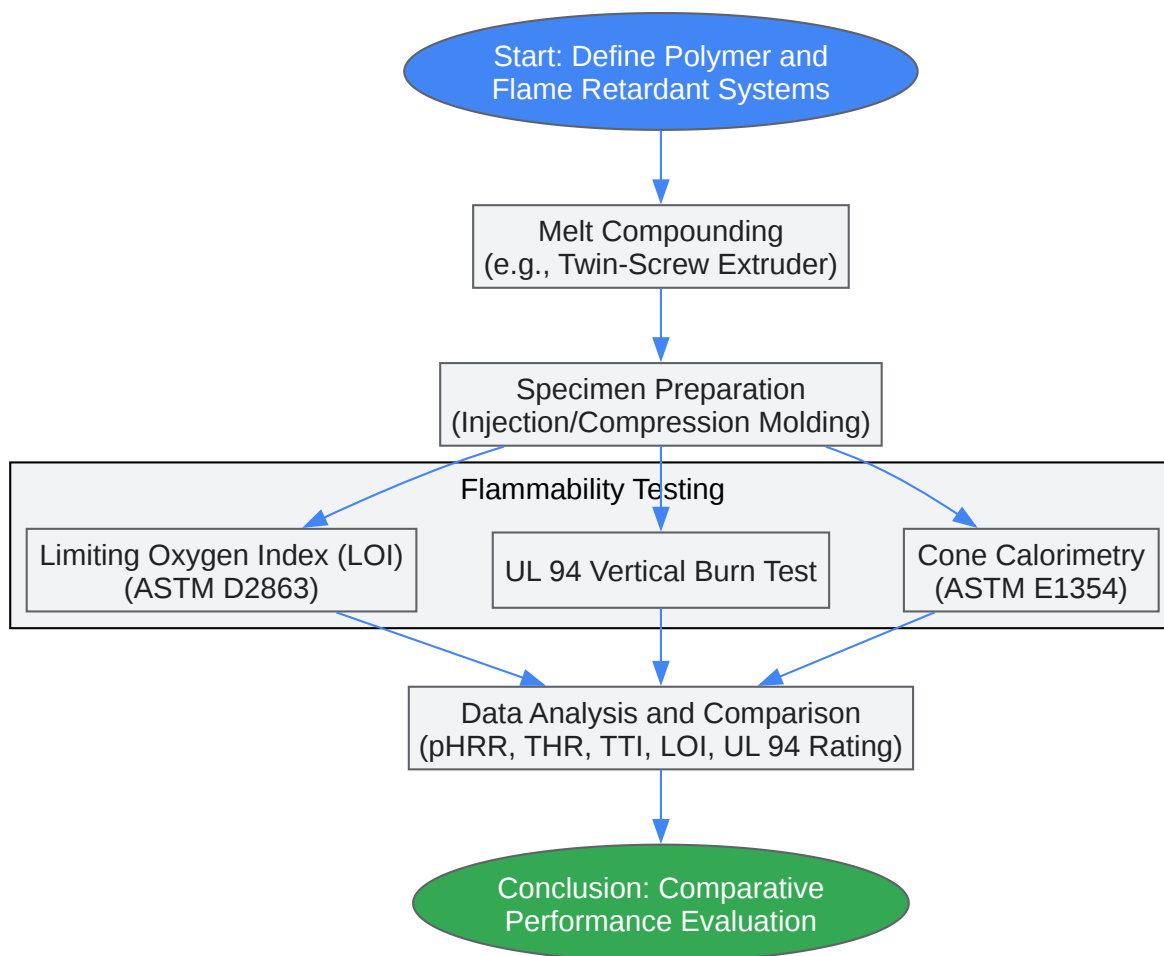 Start: Define Polymer and
Flame Retardant Systems
Melt Compounding
(e.g., Twin-Screw Extruder)
Specimen Preparation
(Injection/Compression Molding)
Flammability Testing
Limiting Oxygen Index (LOI)
(ASTM D2863)
UL 94 Vertical Burn Test
Cone Calorimetry
(ASTM E1354)
Data Analysis and Comparison
(pHRR, THR, TTI, LOI, UL 94 Rating)
Conclusion: Comparative
Performance Evaluation